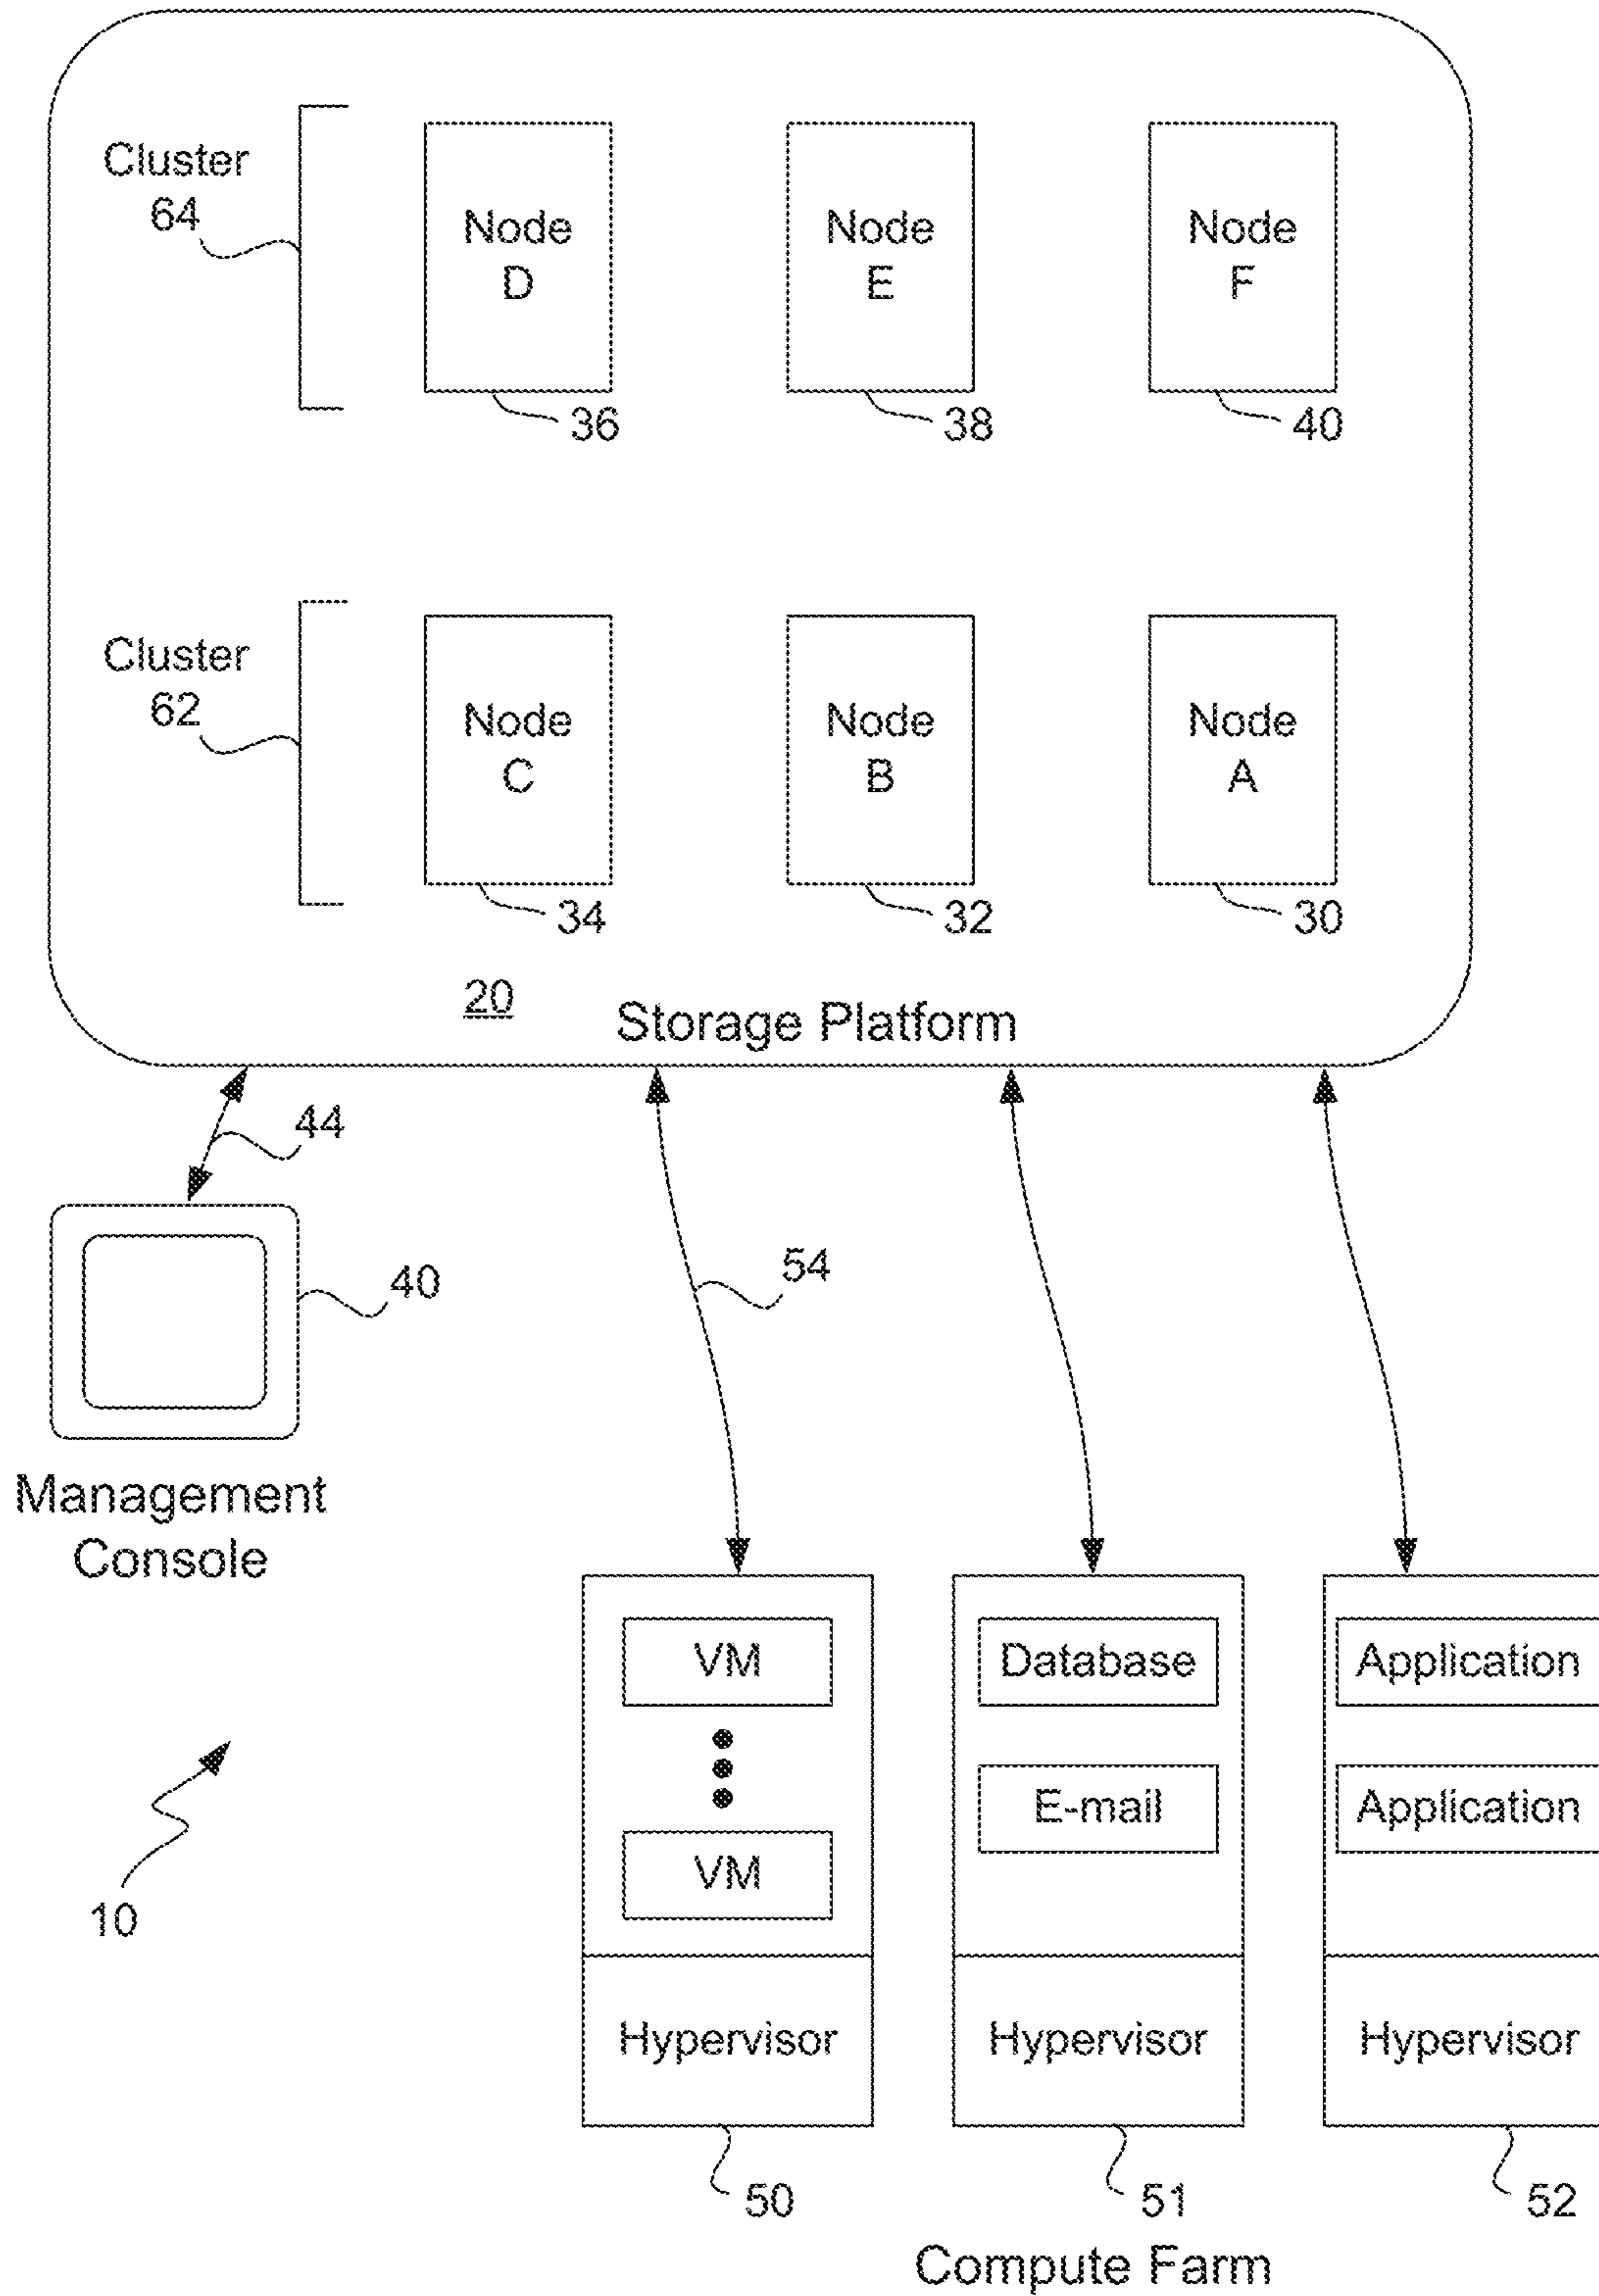 Cluster
64
Node
D
Node
E
Node
F
36
38
40
Cluster
62
Node
C
Node
B
Node
A
34
32
30
20
Storage Platform
44
40
54
Management
Console
VM
VM
Hypervisor
Database
E-mail
Hypervisor
Application
Application
Hypervisor
10
50
51
52
Compute Farm